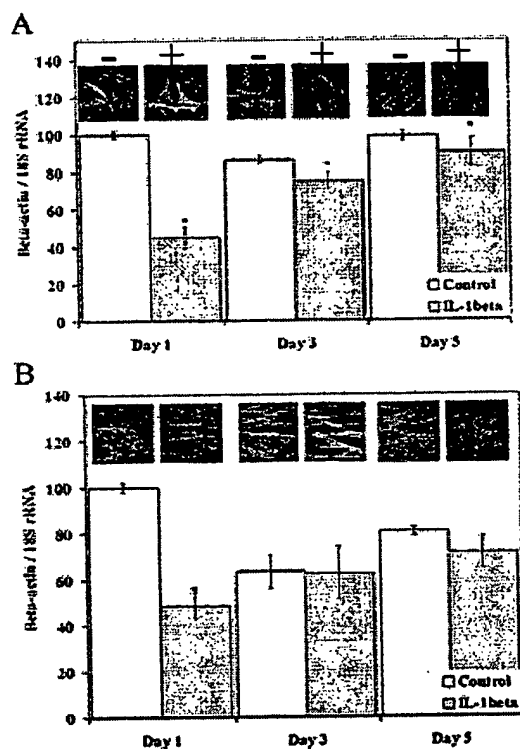 A
- + - + - +
140
120
100
80
60
40
20
0
Beta-actin / 18S rRNA
Control
IL-1beta
Day 1 Day 3 Day 5
B
140
120
100
80
60
40
20
0
Beta-actin / 18S rRNA
Control
IL-1beta
Day 1 Day 3 Day 5